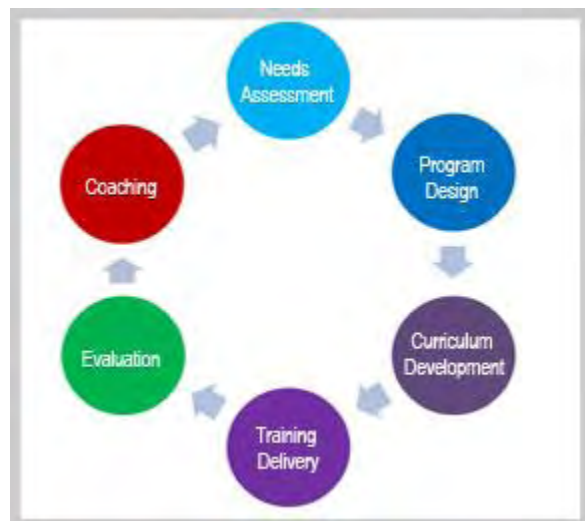 Needs
Assessment
Program
Design
Curriculum
Development
Training
Delivery
Evaluation
Coaching